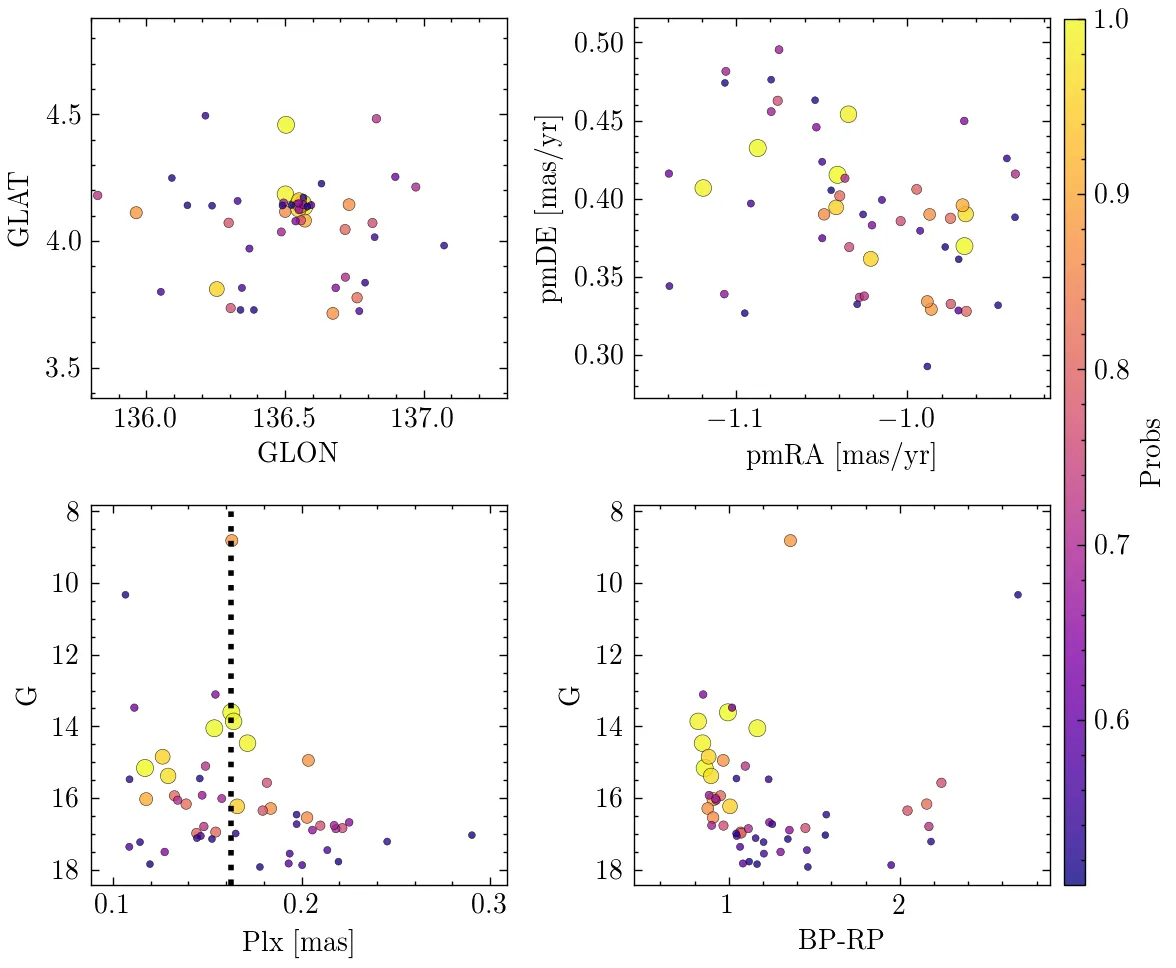 4.5
4.0
3.5
GLAT
136.0 136.5 137.0
GLON
0.50
0.45
0.40
0.35
0.30
pmDE [mas/yr]
−1.1 −1.0
pmRA [mas/yr]
8
10
12
14
16
18
G
0.1 0.2 0.3
Plx [mas]
8
10
12
14
16
18
G
1 2
BP-RP
1.0
0.9
0.8
0.7
0.6
Probs